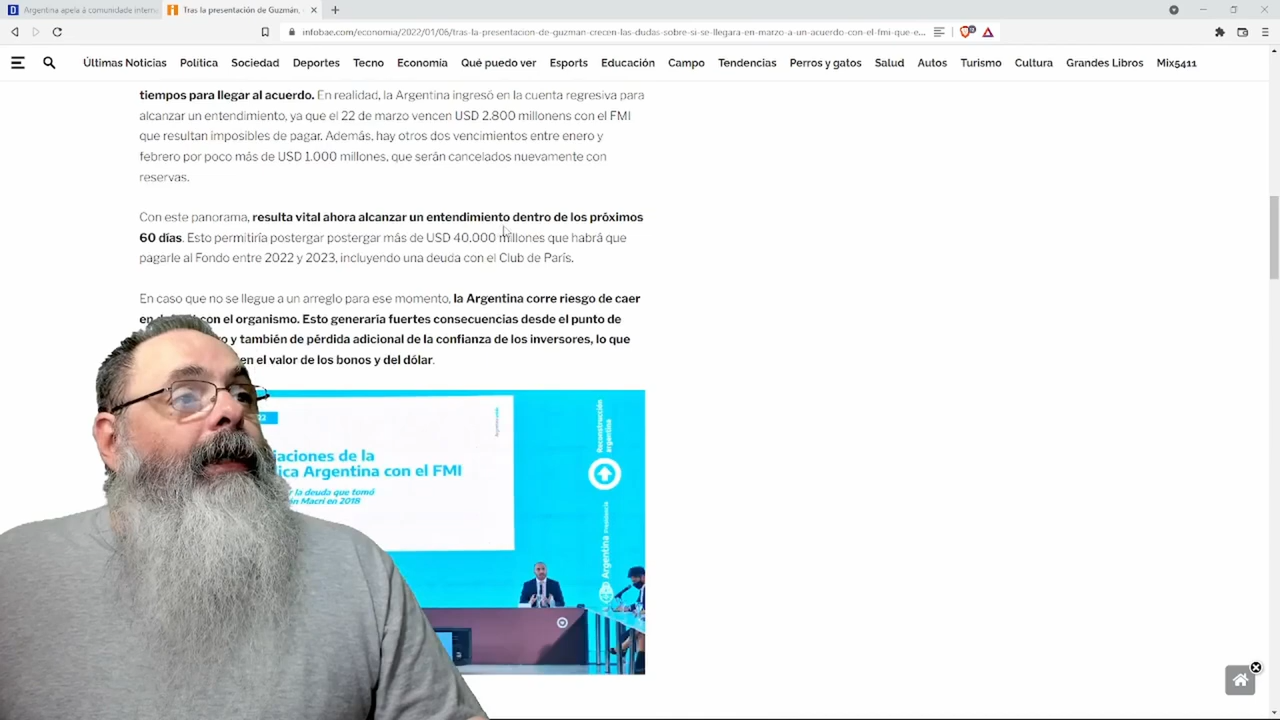 Argentina apela à comunidade interna
Tras la presentación de Guzmán,
infobae.com/economia/2022/01/06/tras-la-presentacion-de-guzman-crecen-las-dudas-sobre-si-se-llegara-en-marzo-a-un-acuerdo-con-el-fmi-que-e...
Últimas Noticias Política Sociedad Deportes Tecno Economía Qué puedo ver Esports Educación Campo Tendencias Perros y gatos Salud Autos Turismo Cultura Grandes Libros Mix5411
tiempos para llegar al acuerdo. En realidad, la Argentina ingresó en la cuenta regresiva para
alcanzar un entendimiento, ya que el 22 de marzo vencen USD 2.800 millonens con el FMI
que resultan imposibles de pagar. Además, hay otros dos vencimientos entre enero y
febrero por poco más de USD 1.000 millones, que serán cancelados nuevamente con
reservas.
Con este panorama, resulta vital ahora alcanzar un entendimiento dentro de los próximos
60 días. Esto permitiría postergar postergar más de USD 40.000 millones que habrá que
pagarle al Fondo entre 2022 y 2023, incluyendo una deuda con el Club de París.
En caso que no se llegue a un arreglo para ese momento, la Argentina corre riesgo de caer
en con el organismo. Esto generaría fuertes consecuencias desde el punto de
o y también de pérdida adicional de la confianza de los inversores, lo que
en el valor de los bonos y del dólar.
22
iaciones de la
ica Argentina con el FMI
r la deuda que tomó
ón Macri en 2018
Reconstrucción
argentina
Argentina